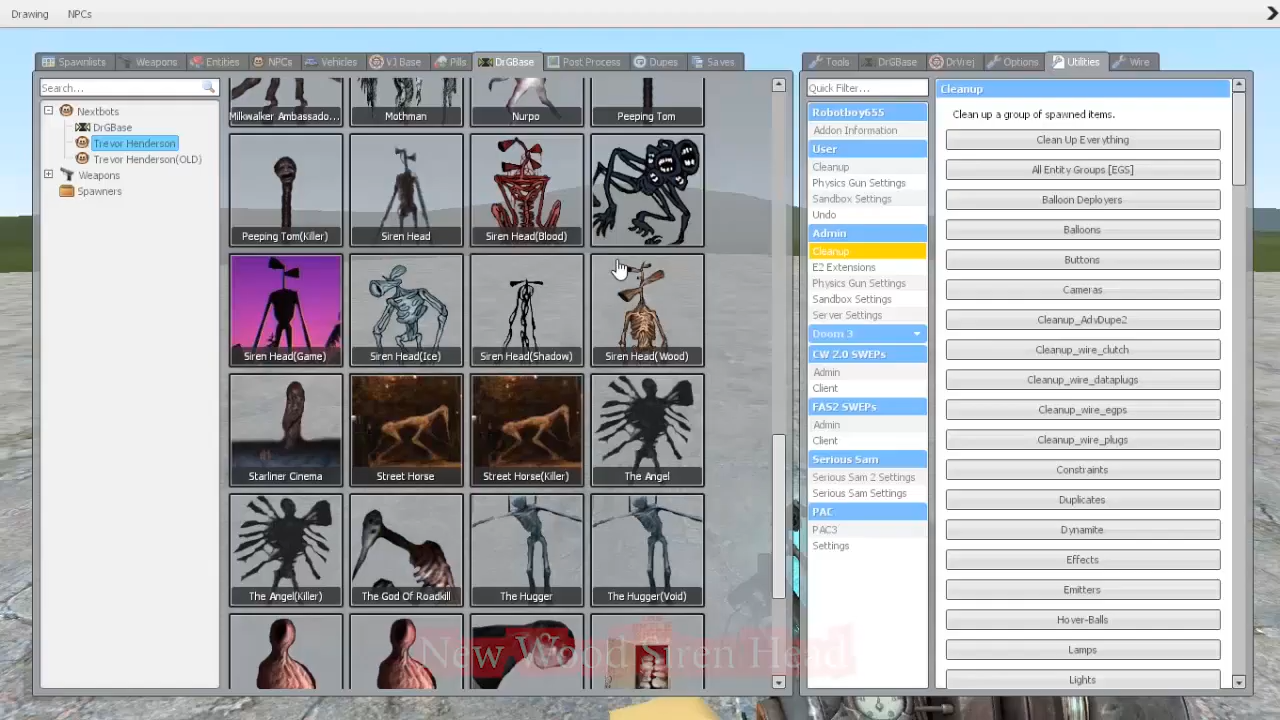 Drawing NPCs
Spawnlists Weapons Entities NPCs Vehicles VJ Base Pills DrGBase Post Process Dupes Saves
Tools DrGBase DrVrej Options Utilities Wire
Search...
Nextbots
DrGBase
Trevor Henderson
Trevor Henderson(OLD)
Weapons
Spawners
Milkwalker Ambassado... Mothman Nurpo Peeping Tom
Peeping Tom(Killer) Siren Head Siren Head(Blood)
Siren Head(Game) Siren Head(Ice) Siren Head(Shadow) Siren Head(Wood)
Starliner Cinema Street Horse Street Horse(Killer) The Angel
The Angel(Killer) The God Of Roadkill The Hugger The Hugger(Void)
New Wood Siren Head
Quick Filter...
Robotboy655
Addon Information
User
Cleanup
Physics Gun Settings
Sandbox Settings
Undo
Admin
Cleanup
E2 Extensions
Physics Gun Settings
Sandbox Settings
Server Settings
Doom 3
CW 2.0 SWEPs
Admin
Client
FAS2 SWEPs
Admin
Client
Serious Sam
Serious Sam 2 Settings
Serious Sam Settings
PAC
PAC3
Settings
Cleanup
Clean up a group of spawned items.
Clean Up Everything
All Entity Groups [EGS]
Balloon Deployers
Balloons
Buttons
Cameras
Cleanup_AdvDupe2
Cleanup_wire_clutch
Cleanup_wire_dataplugs
Cleanup_wire_egps
Cleanup_wire_plugs
Constraints
Duplicates
Dynamite
Effects
Emitters
Hover-Balls
Lamps
Lights